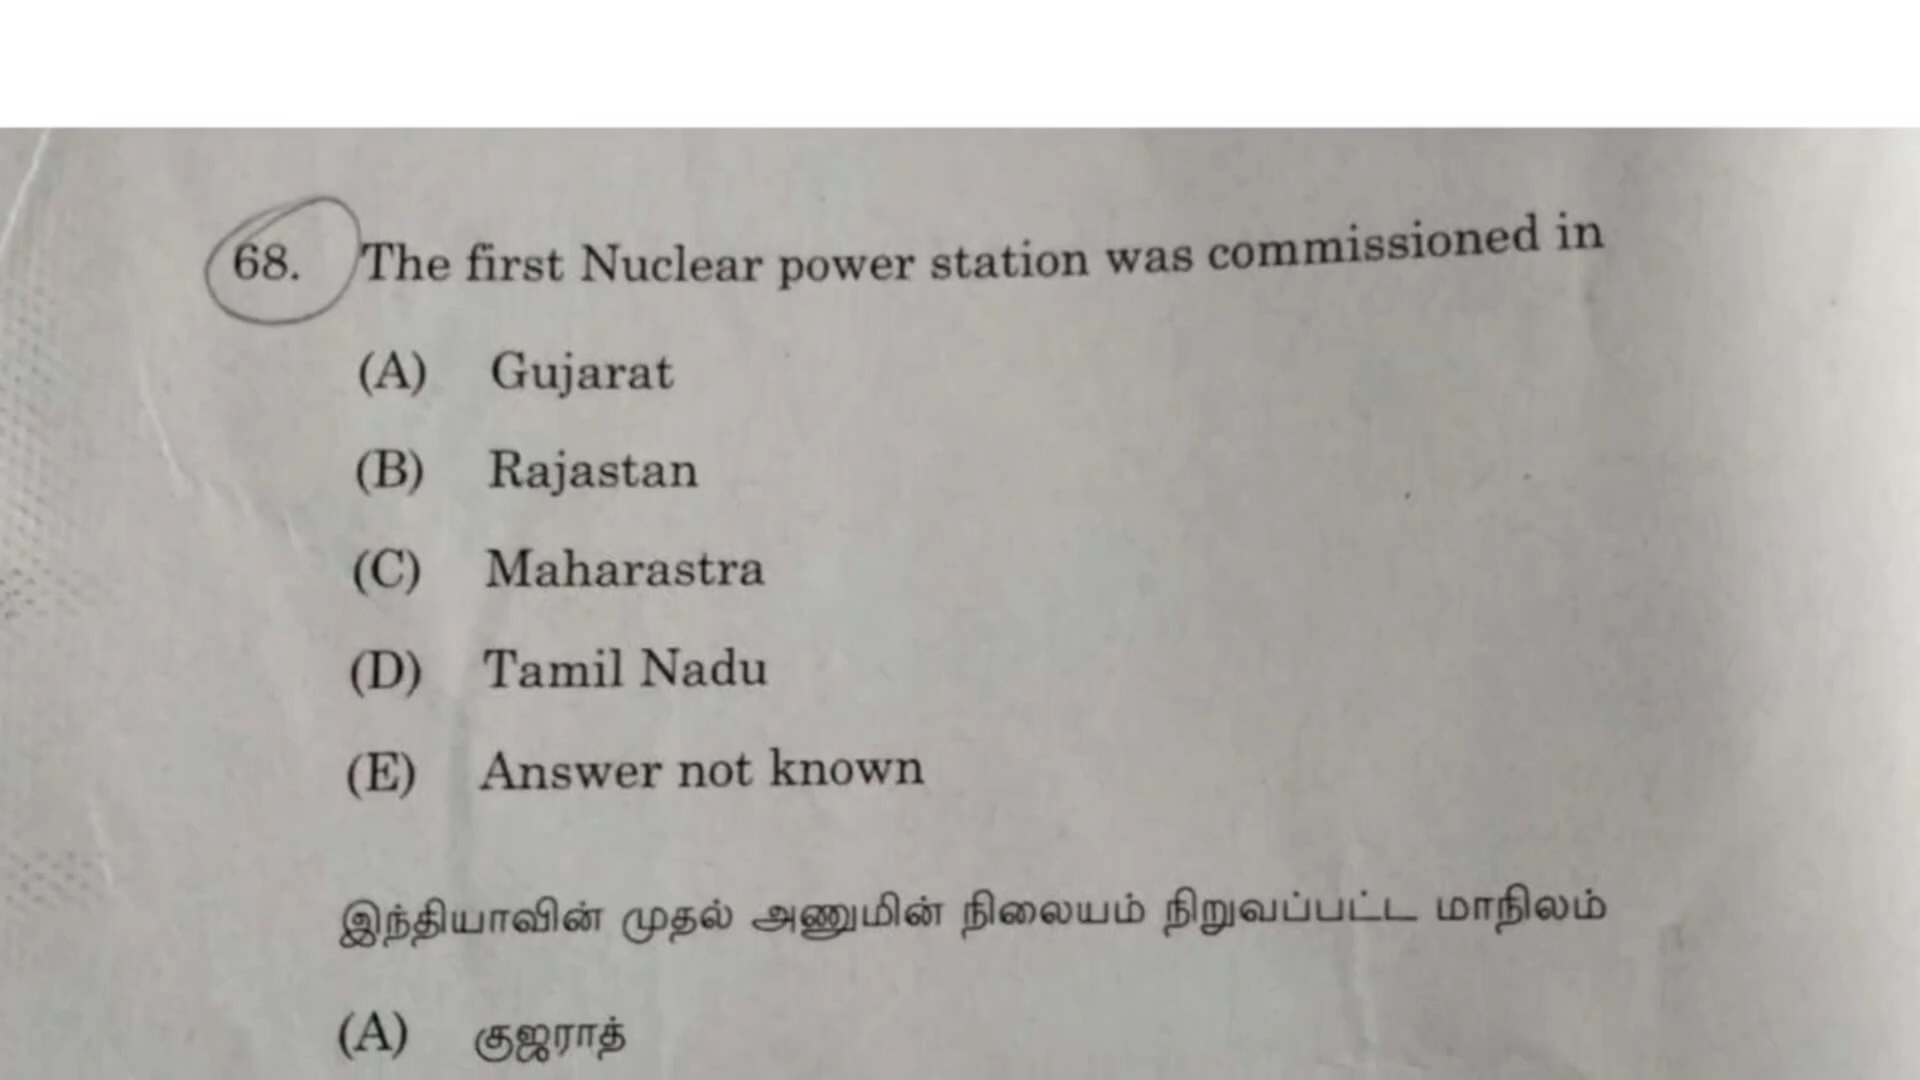 68. The first Nuclear power station was commissioned in
(A) Gujarat
(B) Rajastan
(C) Maharastra
(D) Tamil Nadu
(E) Answer not known
இந்தியாவின் முதல் அணுமின் நிலையம் நிறுவப்பட்ட மாநிலம்
(A) குஜராத்